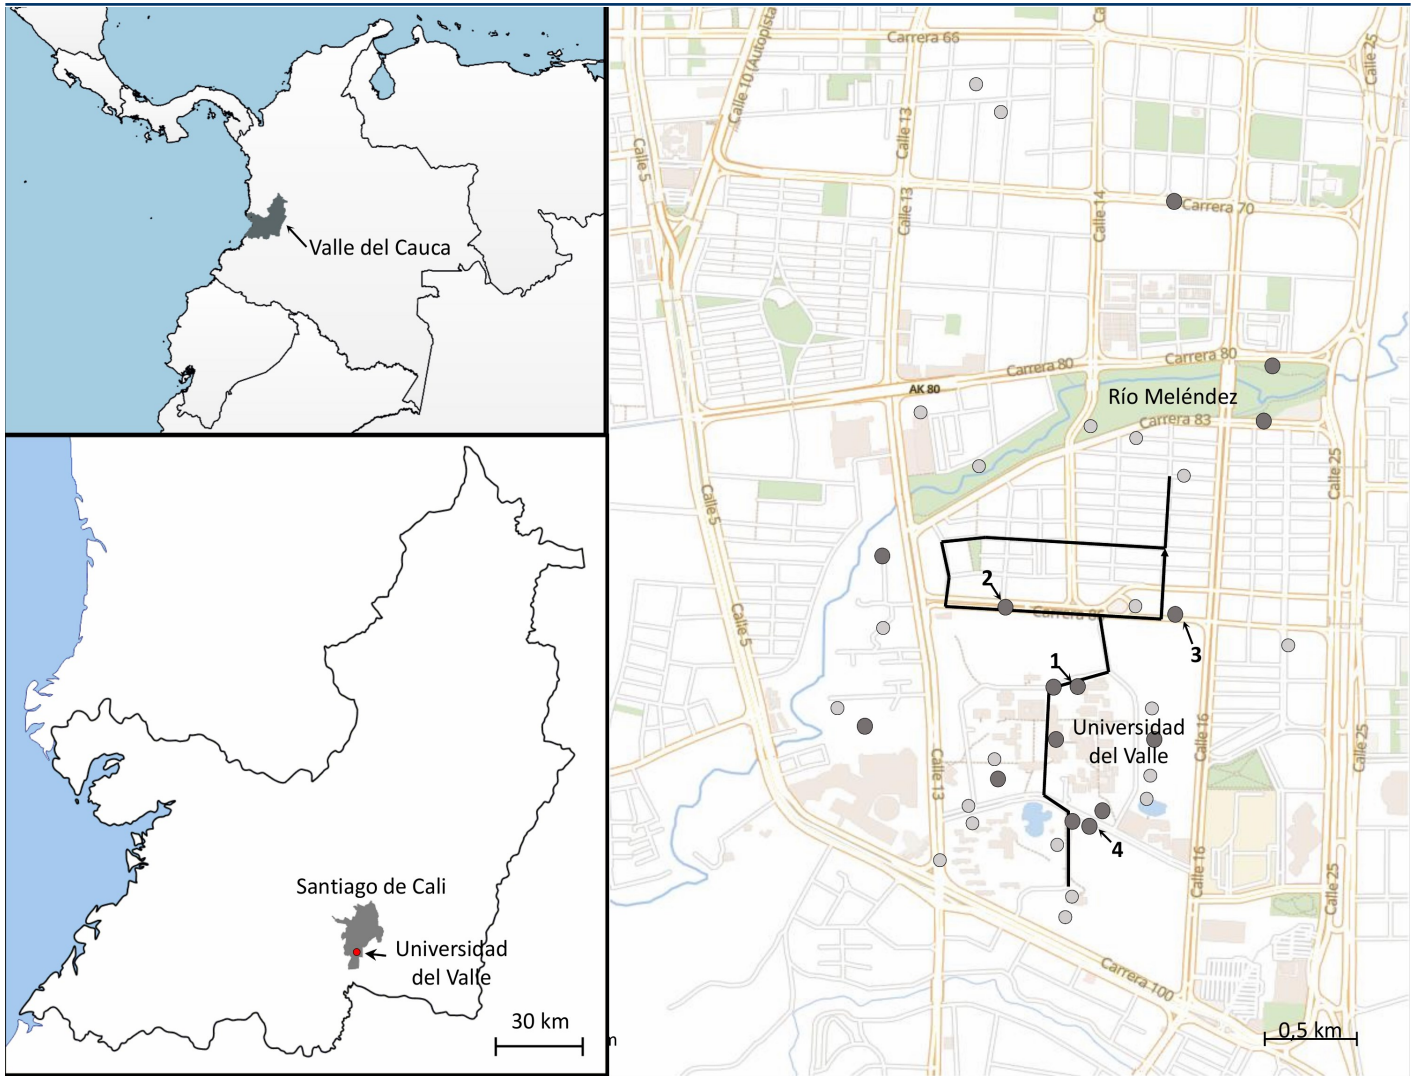 Valle del Cauca
Santiago de Cali
Universidad
del Valle
30 km
Carrera 66
Calle 10 (Autopista
Ca
Calle 25
Calle 13
Calle 5
Calle 13
Calle 14
Carrera 70
Carrera 80
Carrera 80
AK 80
Río Meléndez
Carrera 83
Calle 25
Calle 5
2
Carrera 86
3
Calle 5
1
Universidad
del Valle
Calle 16
Calle 25
Calle 13
4
Calle 16
Calle 25
Carrera 100
0,5 km
m